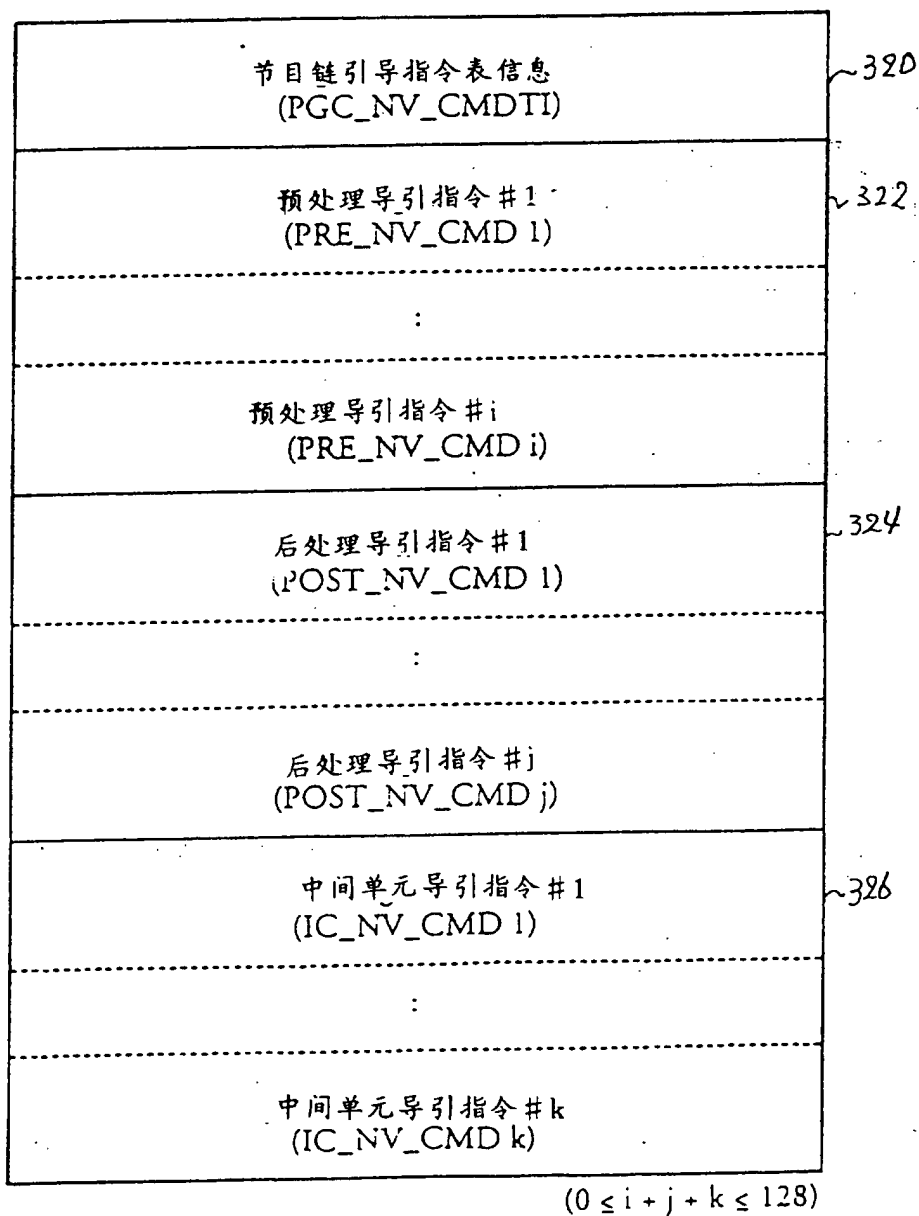 节目链引导指令表信息
(PGC_NV_CMDTI)
320
预处理导引指令#1
(PRE_NV_CMD 1)
322
:
预处理导引指令#i
(PRE_NV_CMD i)
后处理导引指令#1
(POST_NV_CMD 1)
324
:
后处理导引指令#j
(POST_NV_CMD j)
中间单元导引指令#1
(IC_NV_CMD 1)
326
:
中间单元导引指令#k
(IC_NV_CMD k)
(0 ≤ i + j + k ≤ 128)